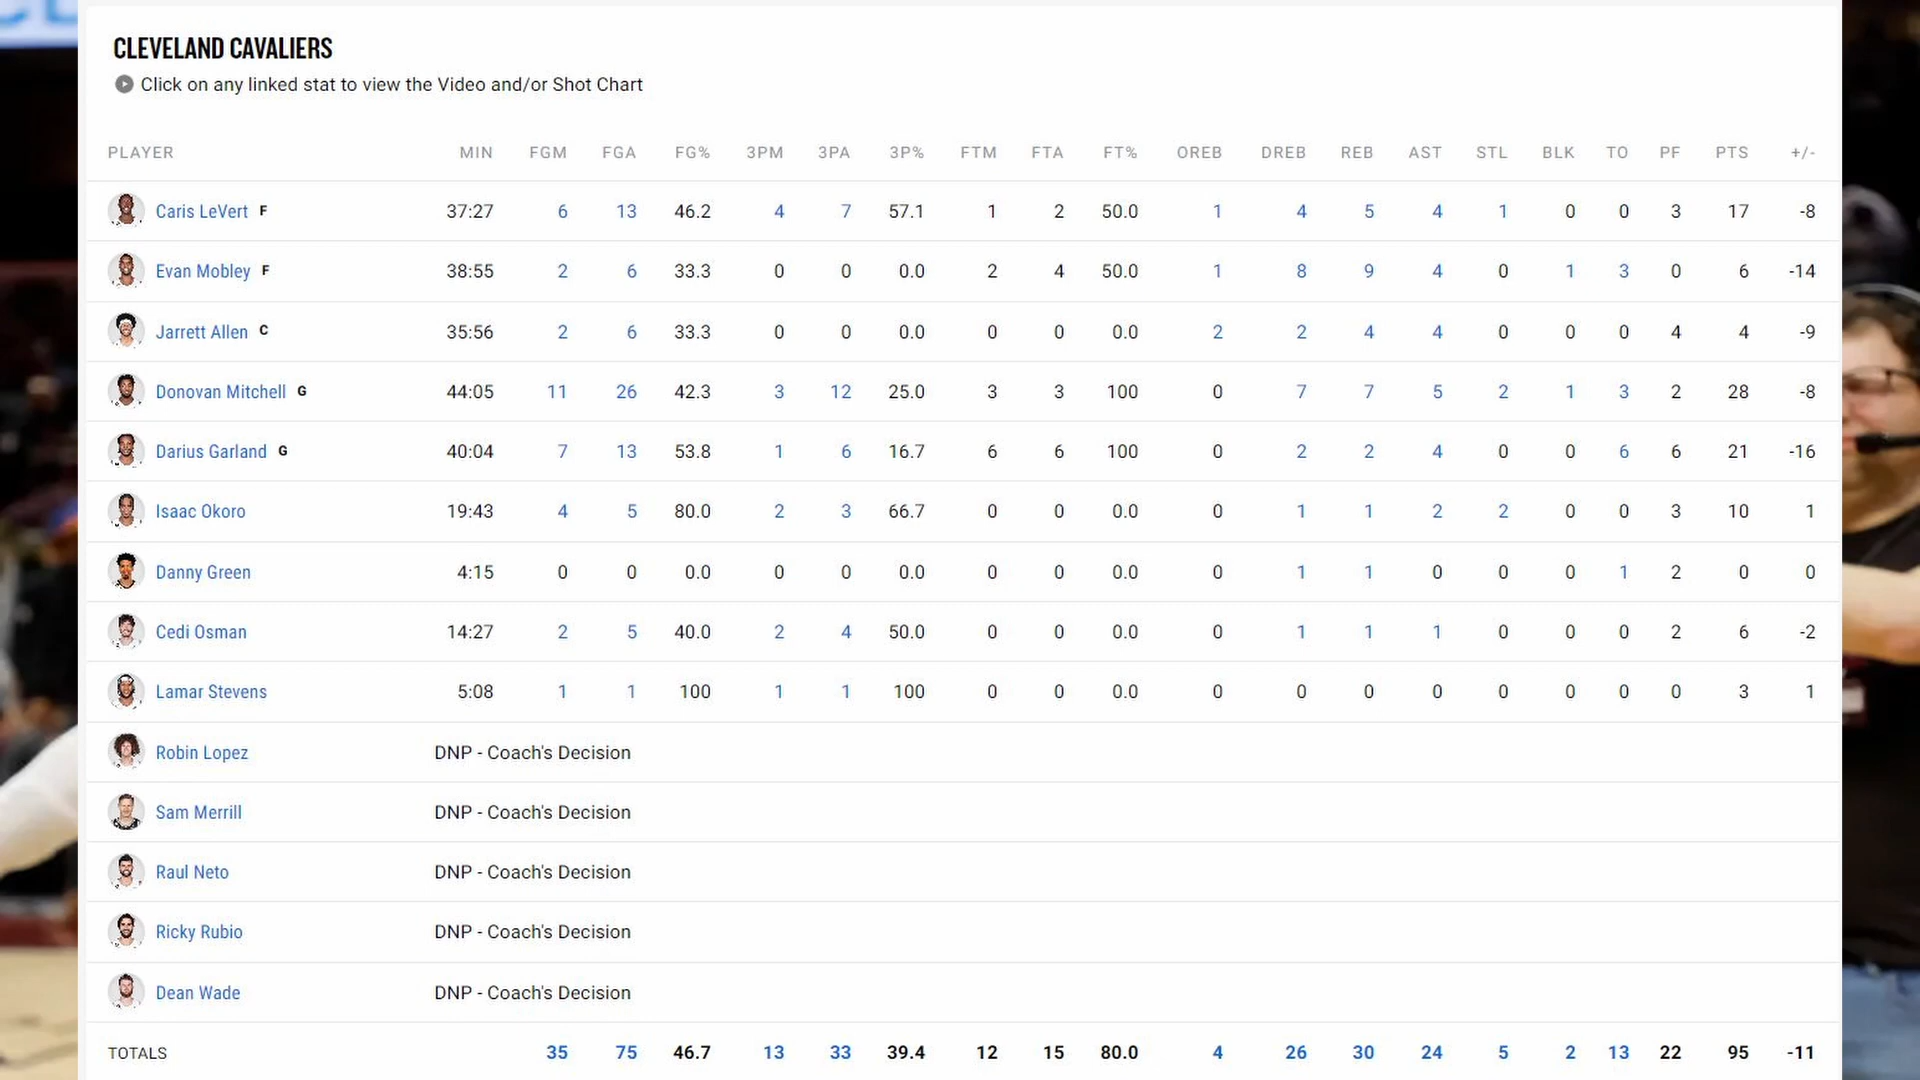 CLEVELAND CAVALIERS
Click on any linked stat to view the Video and/or Shot Chart
PLAYER MIN FGM FGA FG% 3PM 3PA 3P% FTM FTA FT% OREB DREB REB AST STL BLK TO PF PTS +/-
Caris LeVert F 37:27 6 13 46.2 4 7 57.1 1 2 50.0 1 4 5 4 1 0 0 3 17 -8
Evan Mobley F 38:55 2 6 33.3 0 0 0.0 2 4 50.0 1 8 9 4 0 1 3 0 6 -14
Jarrett Allen C 35:56 2 6 33.3 0 0 0.0 0 0 0.0 2 2 4 4 0 0 0 4 4 -9
Donovan Mitchell G 44:05 11 26 42.3 3 12 25.0 3 3 100 0 7 7 5 2 1 3 2 28 -8
Darius Garland G 40:04 7 13 53.8 1 6 16.7 6 6 100 0 2 2 4 0 0 6 6 21 -16
Isaac Okoro 19:43 4 5 80.0 2 3 66.7 0 0 0.0 0 1 1 2 2 0 0 3 10 1
Danny Green 4:15 0 0 0.0 0 0 0.0 0 0 0.0 0 1 1 0 0 0 1 2 0 0
Cedi Osman 14:27 2 5 40.0 2 4 50.0 0 0 0.0 0 1 1 1 0 0 0 2 6 -2
Lamar Stevens 5:08 1 1 100 1 1 100 0 0 0.0 0 0 0 0 0 0 0 0 3 1
Robin Lopez DNP - Coach's Decision
Sam Merrill DNP - Coach's Decision
Raul Neto DNP - Coach's Decision
Ricky Rubio DNP - Coach's Decision
Dean Wade DNP - Coach's Decision
TOTALS 35 75 46.7 13 33 39.4 12 15 80.0 4 26 30 24 5 2 13 22 95 -11